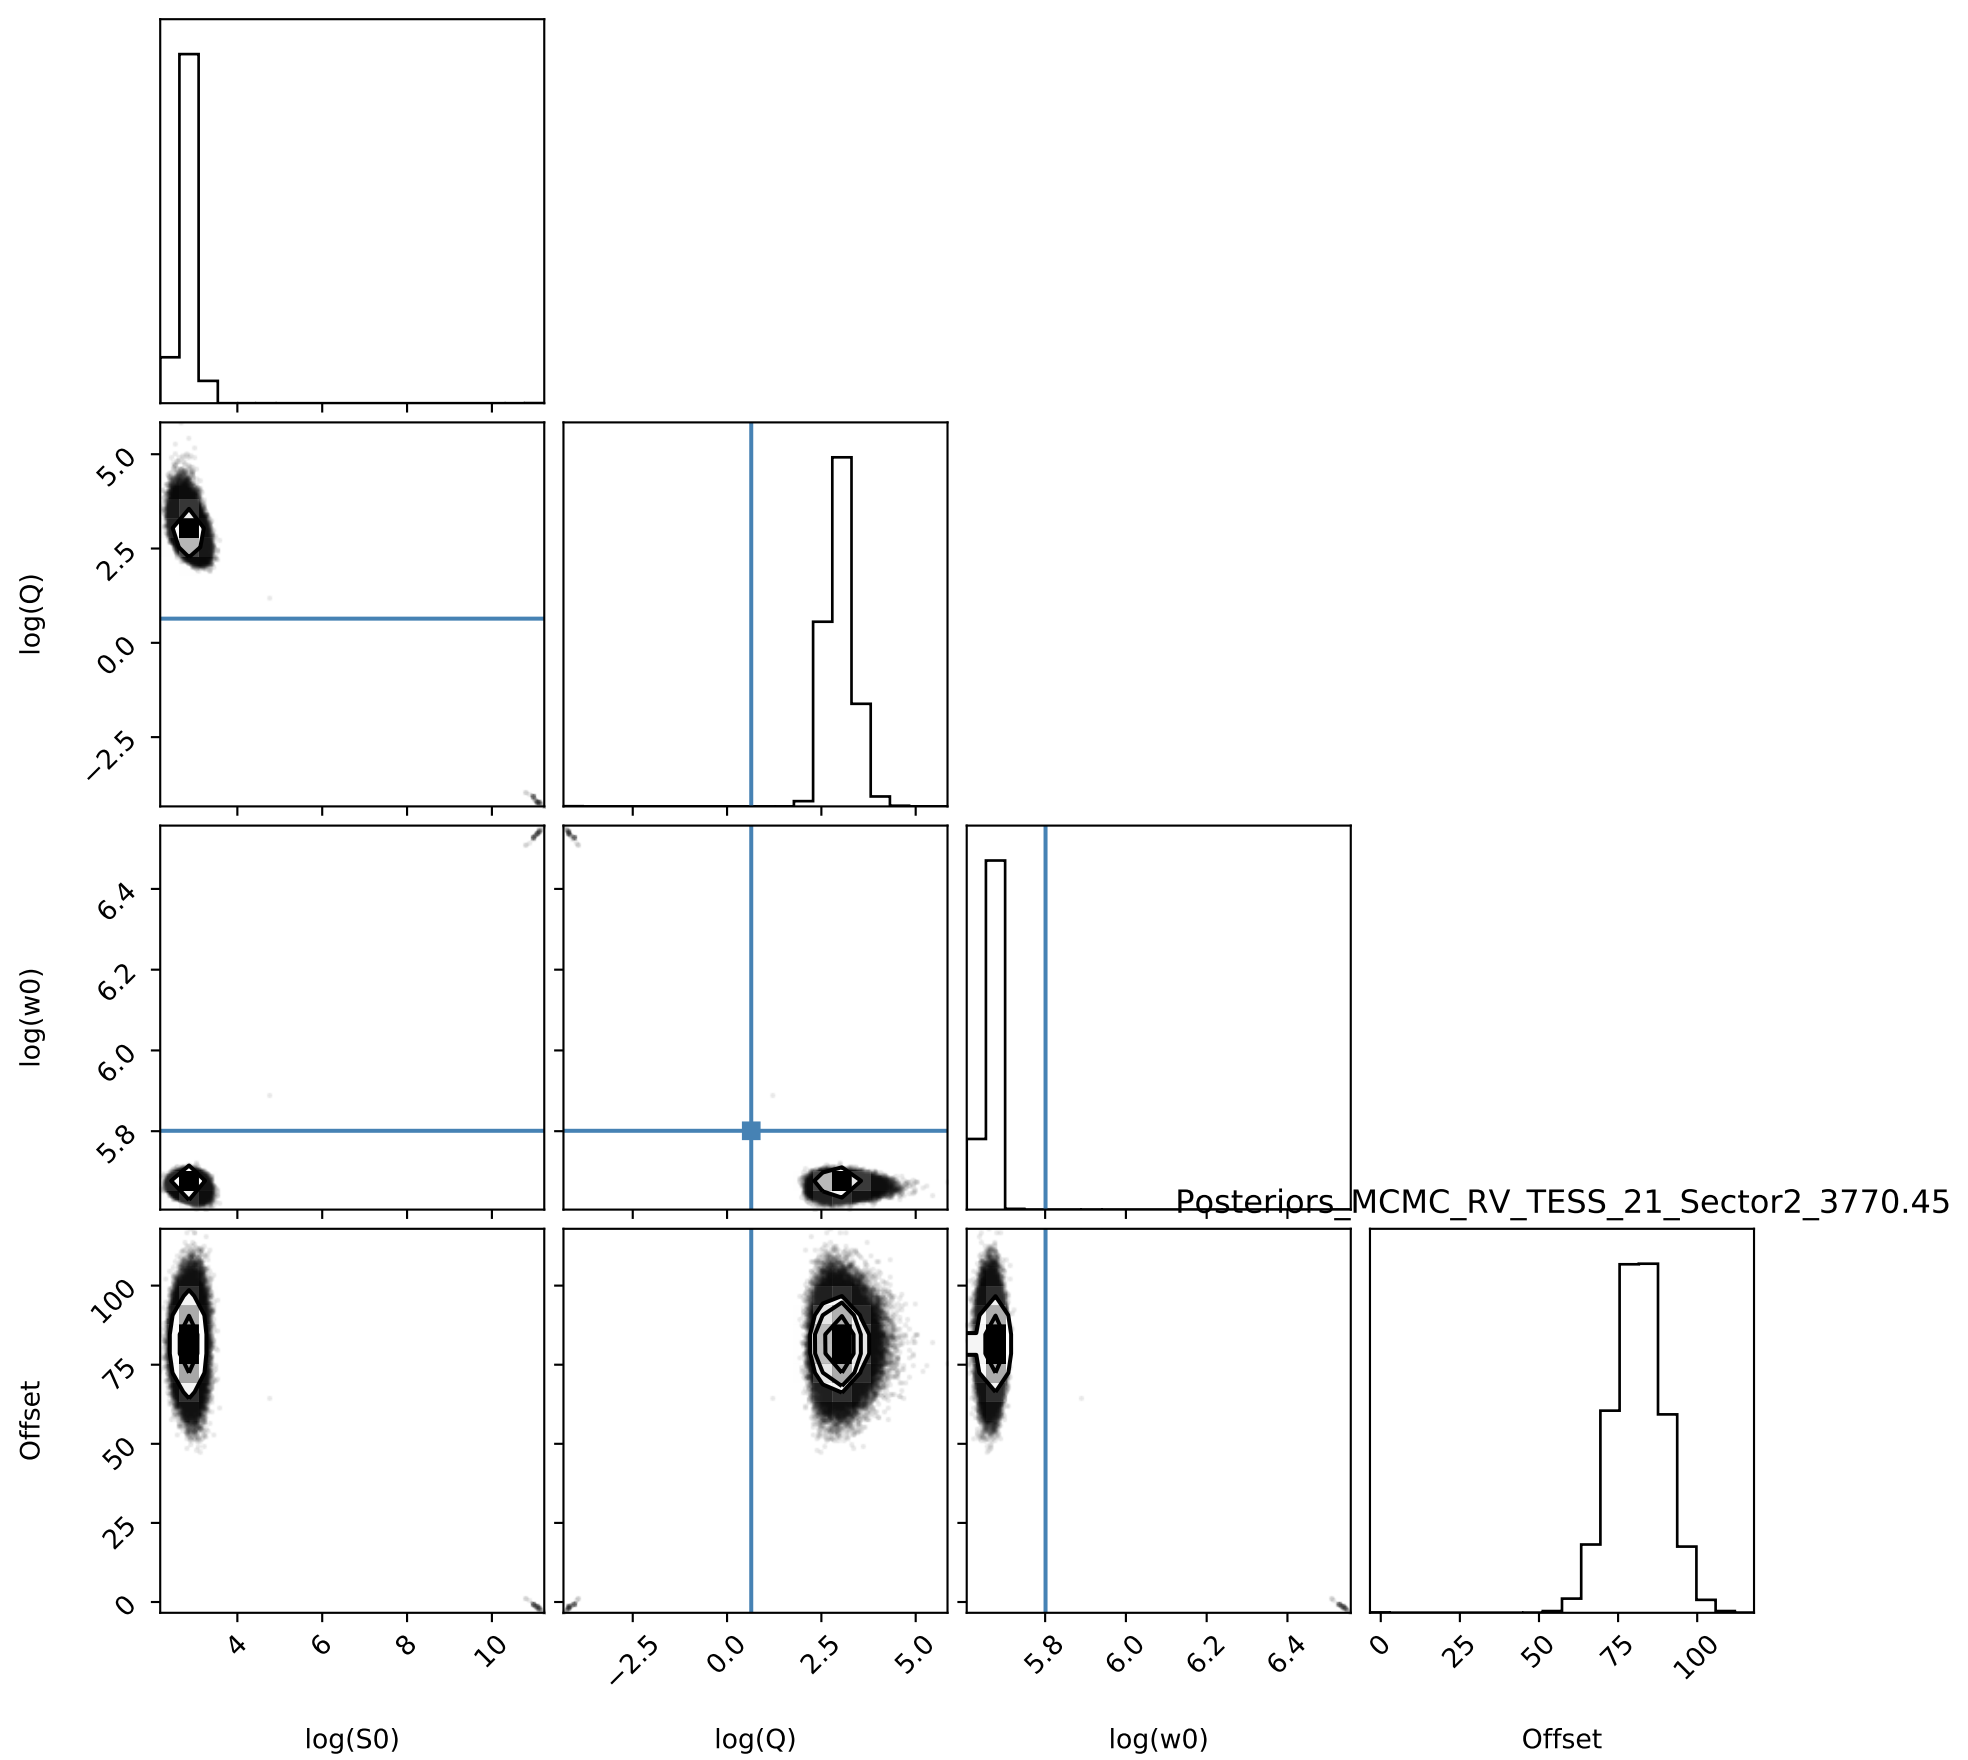 5.0
2.5
0.0
−2.5
log(Q)
6.4
6.2
6.0
5.8
log(w0)
Posteriors_MCMC_RV_TESS_21_Sector2_3770.45
100
75
50
25
0
Offset
4 6 8 10
−2.5 0.0 2.5 5.0
5.8 6.0 6.2 6.4
0 25 50 75 100
log(S0) log(Q) log(w0) Offset